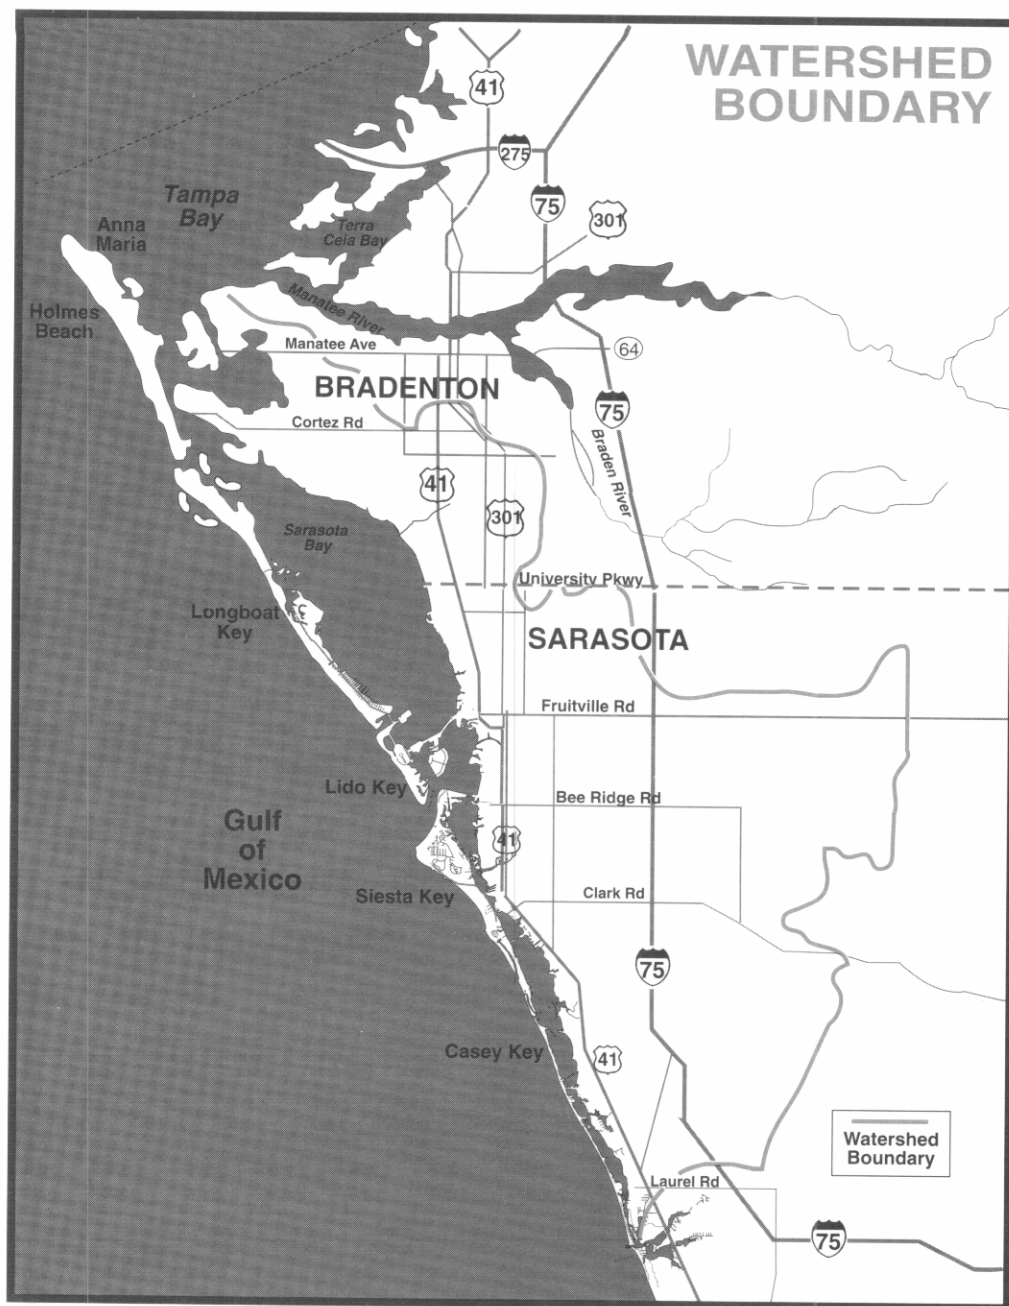 WATERSHED
BOUNDARY
41
275
75
301
Tampa
Bay
Anna
Maria
Terra
Ceia Bay
Holmes
Beach
Manatee River
Manatee Ave
64
BRADENTON
75
Cortez Rd
Braden River
41
301
Sarasota
Bay
University Pkwy
Longboat
Key
SARASOTA
Fruitville Rd
Lido Key
Bee Ridge Rd
Gulf
of
Mexico
41
Siesta Key
Clark Rd
75
Casey Key
41
Watershed
Boundary
Laurel Rd
75